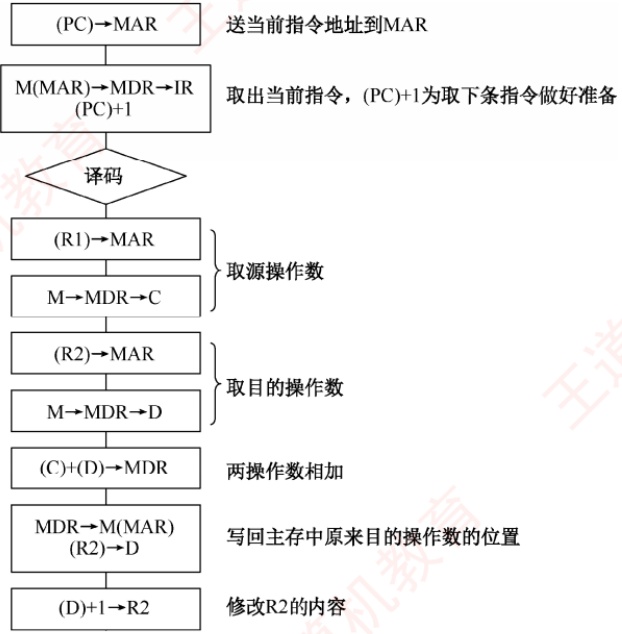 (PC)→MAR 送当前指令地址到MAR
M(MAR)→MDR→IR
(PC)+1
取出当前指令，(PC)+1为取下条指令做好准备
译码
(R1)→MAR
M→MDR→C
取源操作数
(R2)→MAR
M→MDR→D
取目的操作数
(C)+(D)→MDR 两操作数相加
MDR→M(MAR)
(R2)→D
写回主存中原来目的操作数的位置
(D)+1→R2 修改R2的内容